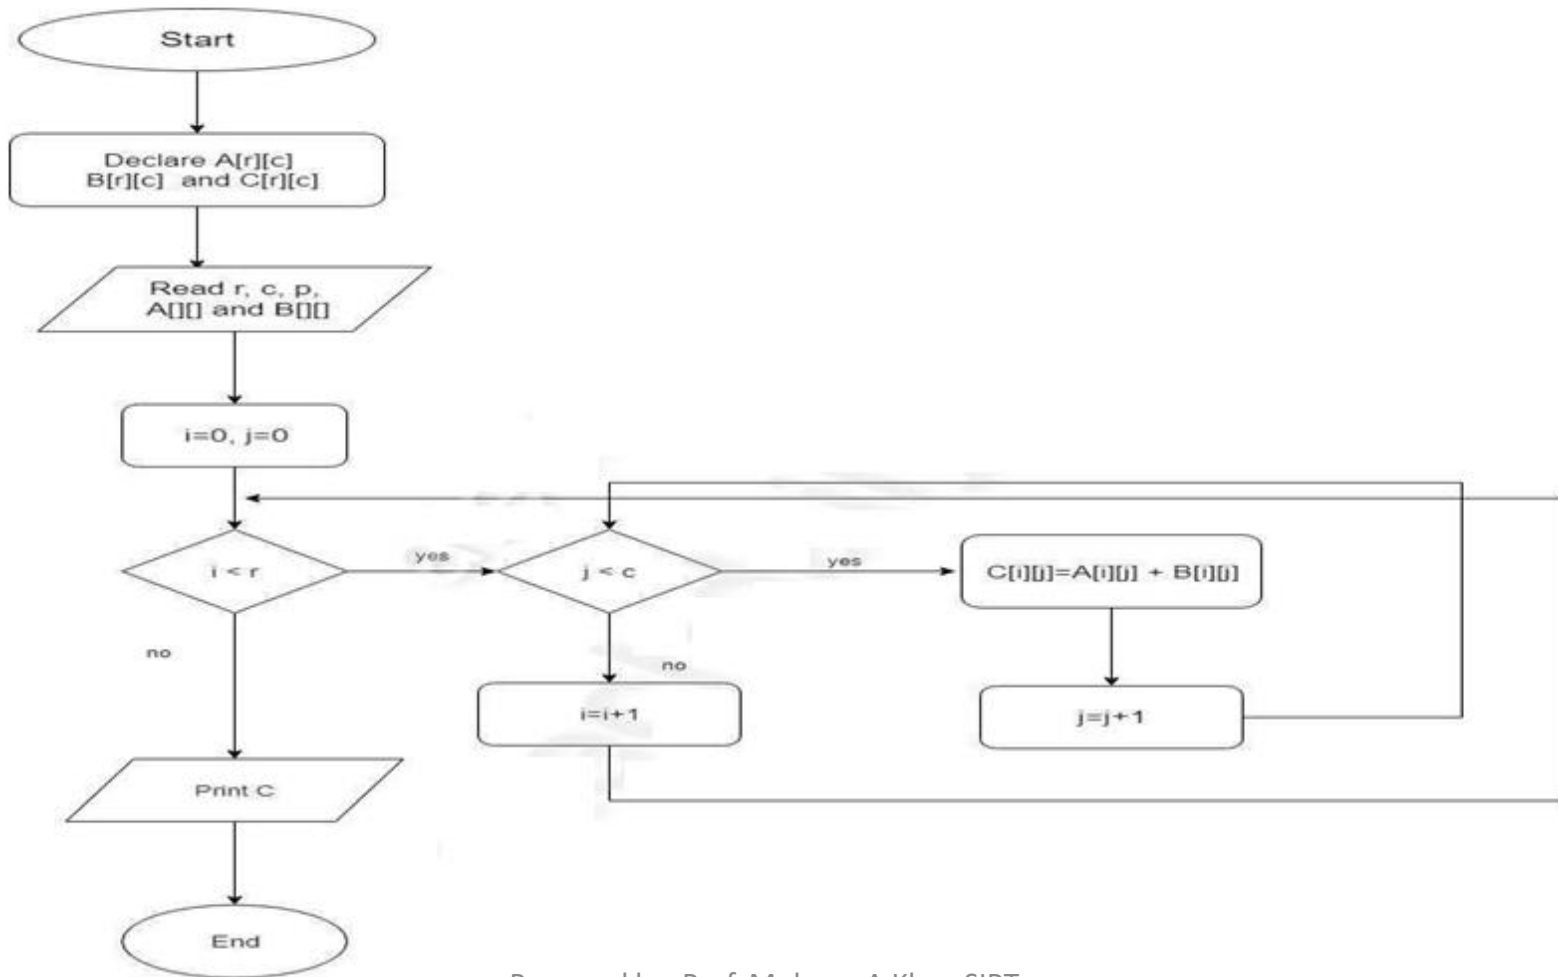 Start
Declare A[r][c]
B[r][c] and C[r][c]
Read r, c, p,
A[][] and B[][]
i=0, j=0
i < r
yes
j < c
yes
C[i][j]=A[i][j] + B[i][j]
no
no
i=i+1
j=j+1
Print C
End